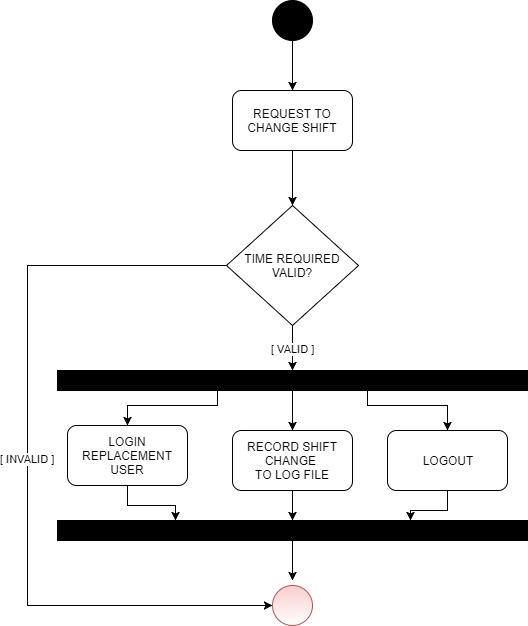 REQUEST TO
CHANGE SHIFT
TIME REQUIRED
VALID?
[ VALID ]
LOGIN
REPLACEMENT
USER
RECORD SHIFT
CHANGE
TO LOG FILE
LOGOUT
[ INVALID ]